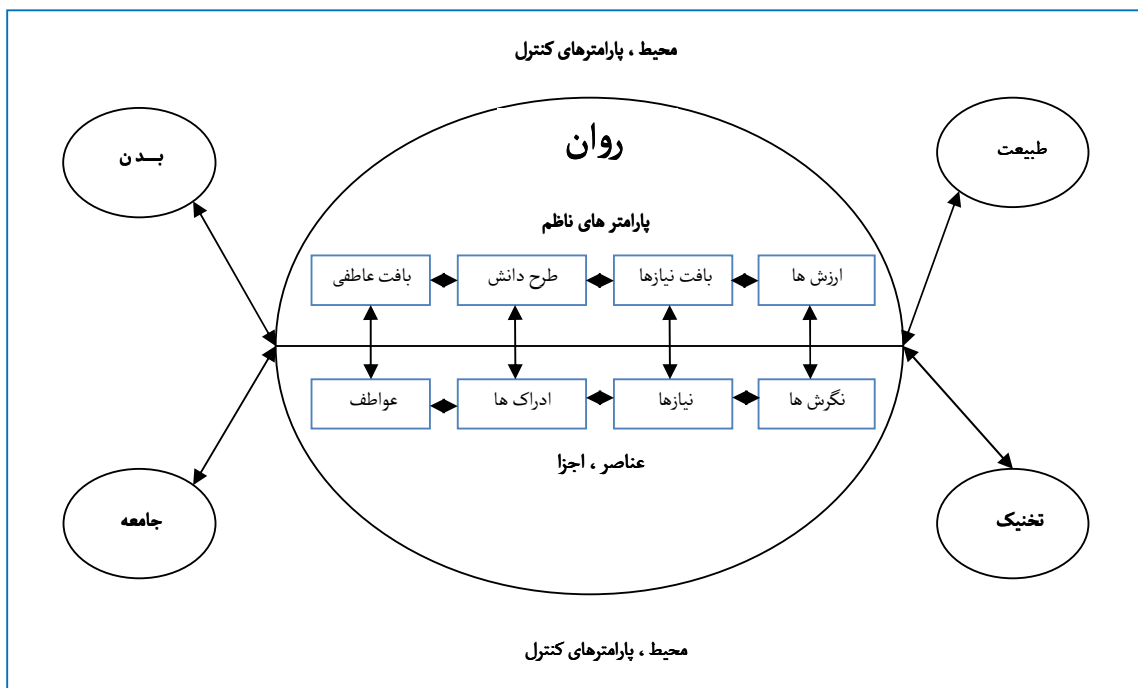 محیط ، پارامترهای کنترل
روان
بــدن
طبیعت
پارامتر های ناظم
ارزش ها
بافت نیازها
طرح دانش
بافت عاطفی
نگرش ها
نیازها
ادراک ها
عواطف
عناصر ، اجزا
تخنیک
جامعه
محیط ، پارامترهای کنترل